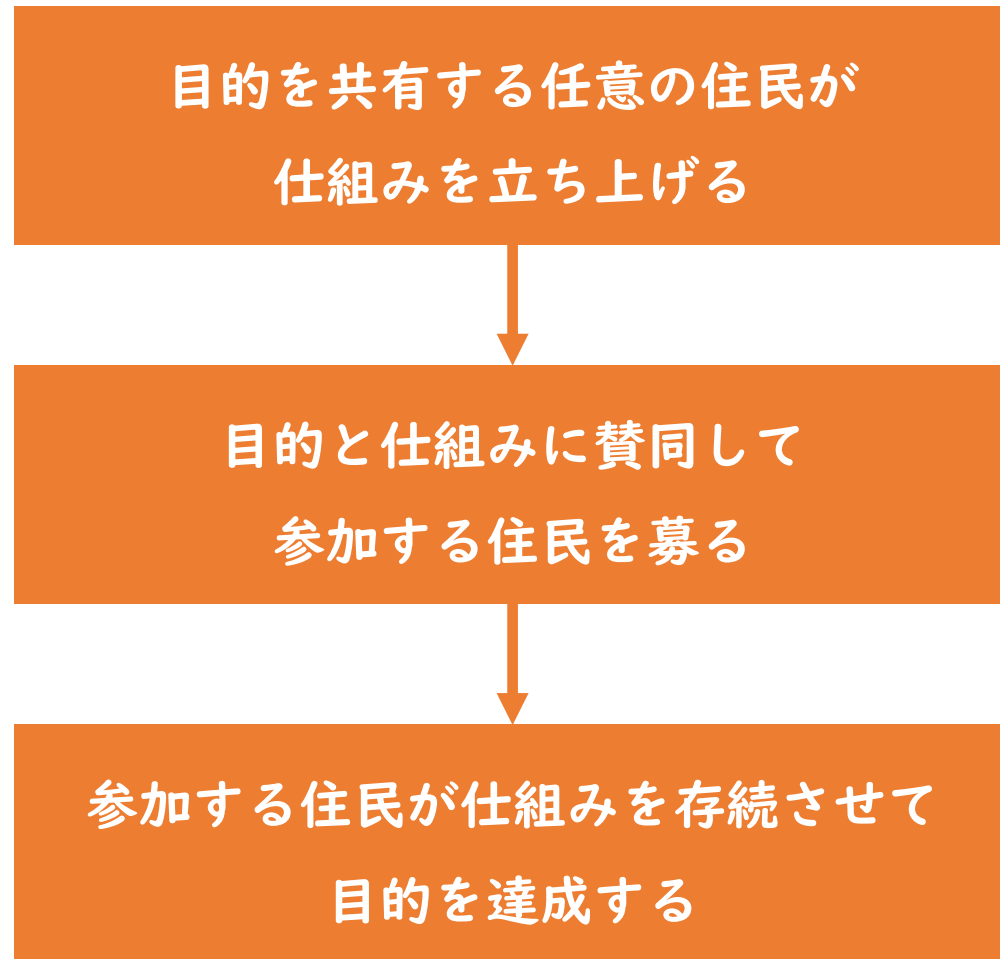 目的を共有する任意の住民が
仕組みを立ち上げる
目的と仕組みに賛同して
参加する住民を募る
参加する住民が仕組みを存続させて
目的を達成する